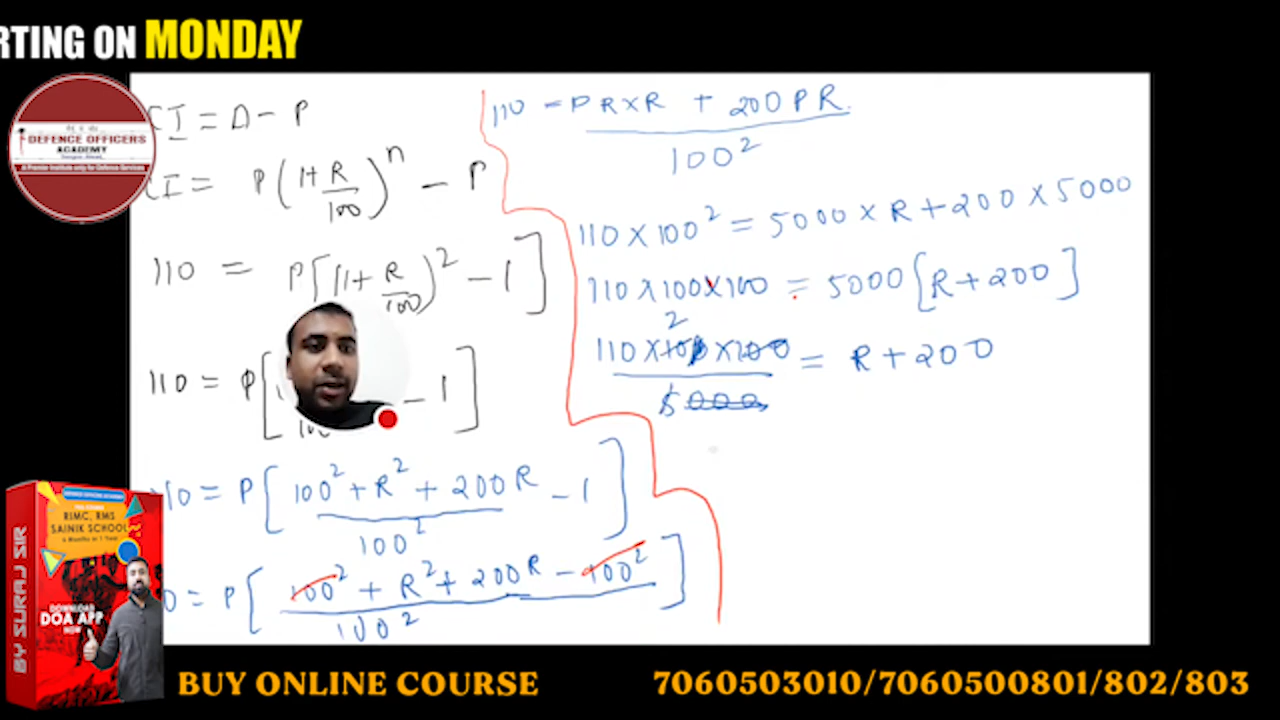 RTING ON MONDAY
CI = A - P
CI = P(1+R/100)^n - P
110 = P[(1+R/100)^2 - 1]
110 = P[ - 1]
110 = P[100^2 + R^2 + 200R / 100^2 - 1]
0 = P[100^2 + R^2 + 200R - 100^2 / 100^2]
110 = PR×R + 200PR. / 100^2
110 × 100^2 = 5000 × R + 200 × 5000
110 × 100 × 100 = 5000[R + 200]
2
110 × 100 × 100 / 5000 = R + 200
DEFENCE OFFICERS
ACADEMY
RIMC, RMS
SAINIK SCHOOL
DOWNLOAD
DOA APP
NOW
BY SURAJ SIR
BUY ONLINE COURSE
7060503010/7060500801/802/803